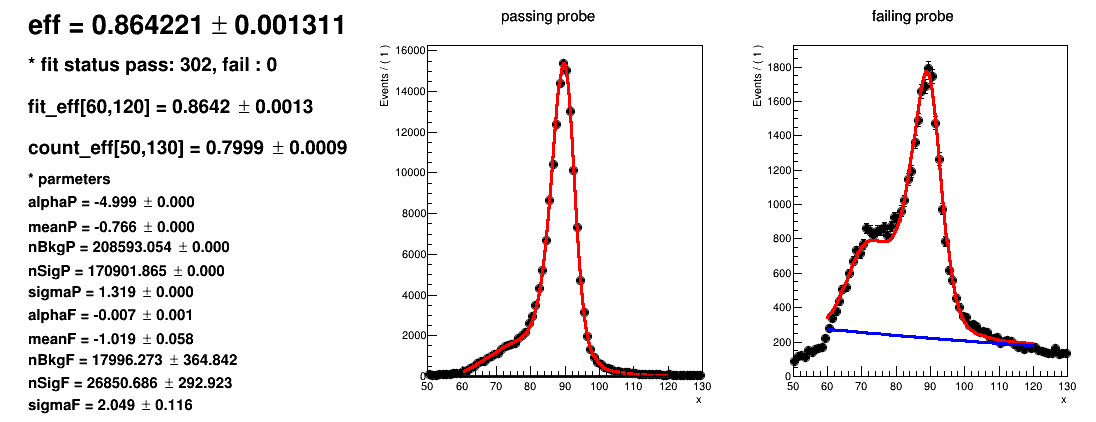 eff = 0.864221 ± 0.001311
* fit status pass: 302, fail : 0
fit_eff[60,120] = 0.8642 ± 0.0013
count_eff[50,130] = 0.7999 ± 0.0009
* parmeters
alphaP = -4.999 ± 0.000
meanP = -0.766 ± 0.000
nBkgP = 208593.054 ± 0.000
nSigP = 170901.865 ± 0.000
sigmaP = 1.319 ± 0.000
alphaF = -0.007 ± 0.001
meanF = -1.019 ± 0.058
nBkgF = 17996.273 ± 364.842
nSigF = 26850.686 ± 292.923
sigmaF = 2.049 ± 0.116
passing probe
Events / ( 1 )
16000
14000
12000
10000
8000
6000
4000
2000
0
50 60 70 80 90 100 110 120 130
x
failing probe
Events / ( 1 )
1800
1600
1400
1200
1000
800
600
400
200
0
50 60 70 80 90 100 110 120 130
x